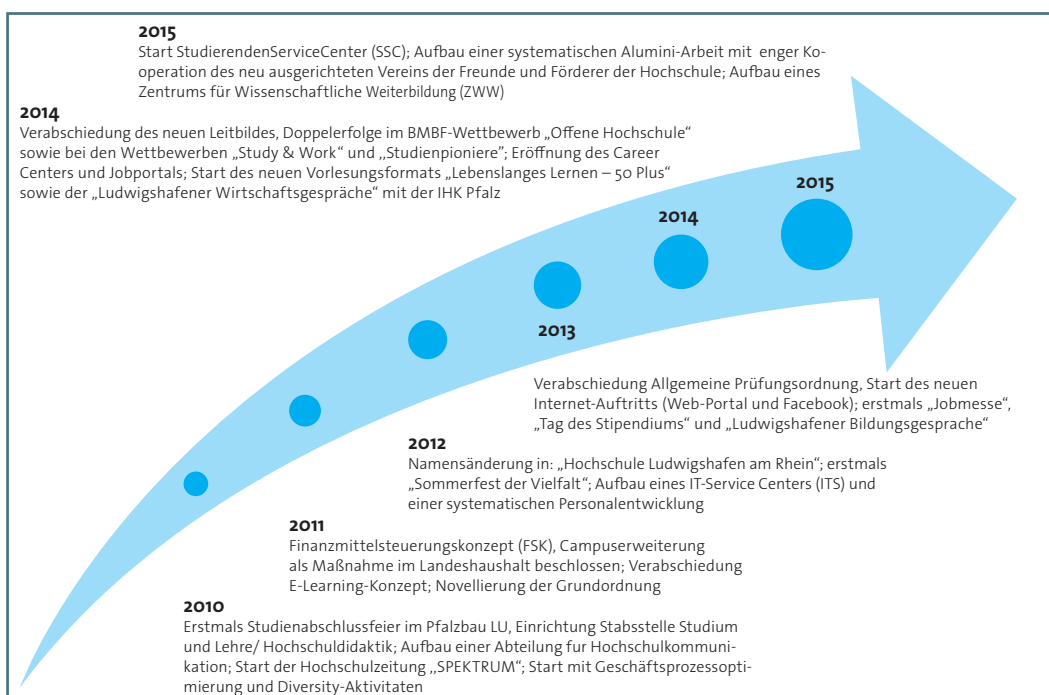 2015
Start StudierendenServiceCenter (SSC); Aufbau einer systematischen Alumini-Arbeit mit enger Ko-
operation des neu ausgerichteten Vereins der Freunde und Förderer der Hochschule; Aufbau eines
Zentrums für Wissenschaftliche Weiterbildung (ZWW)
2014
Verabschiedung des neuen Leitbildes, Doppelerfolge im BMBF-Wettbewerb „Offene Hochschule“
sowie bei den Wettbewerben „Study & Work“ und ,,Studienpioniere”; Eröffnung des Career
Centers und Jobportals; Start des neuen Vorlesungsformats „Lebenslanges Lernen – 50 Plus“
sowie der „Ludwigshafener Wirtschaftsgespräche“ mit der IHK Pfalz
2015
2014
2013
Verabschiedung Allgemeine Prüfungsordnung, Start des neuen
Internet-Auftritts (Web-Portal und Facebook); erstmals „Jobmesse“,
„Tag des Stipendiums“ und „Ludwigshafener Bildungsgesprache“
2012
Namensänderung in: „Hochschule Ludwigshafen am Rhein“; erstmals
„Sommerfest der Vielfalt“; Aufbau eines IT-Service Centers (ITS) und
einer systematischen Personalentwicklung
2011
Finanzmittelsteuerungskonzept (FSK), Campuserweiterung
als Maßnahme im Landeshaushalt beschlossen; Verabschiedung
E-Learning-Konzept; Novellierung der Grundordnung
2010
Erstmals Studienabschlussfeier im Pfalzbau LU, Einrichtung Stabsstelle Studium
und Lehre/ Hochschuldidaktik; Aufbau einer Abteilung fur Hochschulkommuni-
kation; Start der Hochschulzeitung ,,SPEKTRUM“; Start mit Geschäftsprozessopti-
mierung und Diversity-Aktivitaten